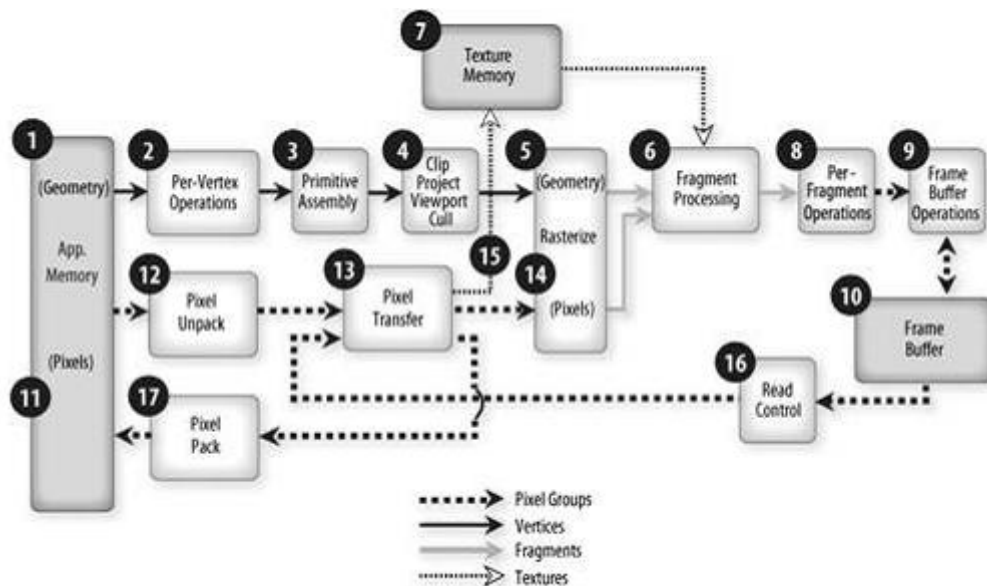 7
Texture
Memory
1
(Geometry)
App.
Memory
(Pixels)
11
2
Per-Vertex
Operations
3
Primitive
Assembly
4
Clip
Project
Viewport
Cull
5
(Geometry)
Rasterize
14
(Pixels)
6
Fragment
Processing
8
Per-
Fragment
Operations
9
Frame
Buffer
Operations
12
Pixel
Unpack
13
Pixel
Transfer
15
10
Frame
Buffer
16
Read
Control
17
Pixel
Pack
Pixel Groups
Vertices
Fragments
Textures